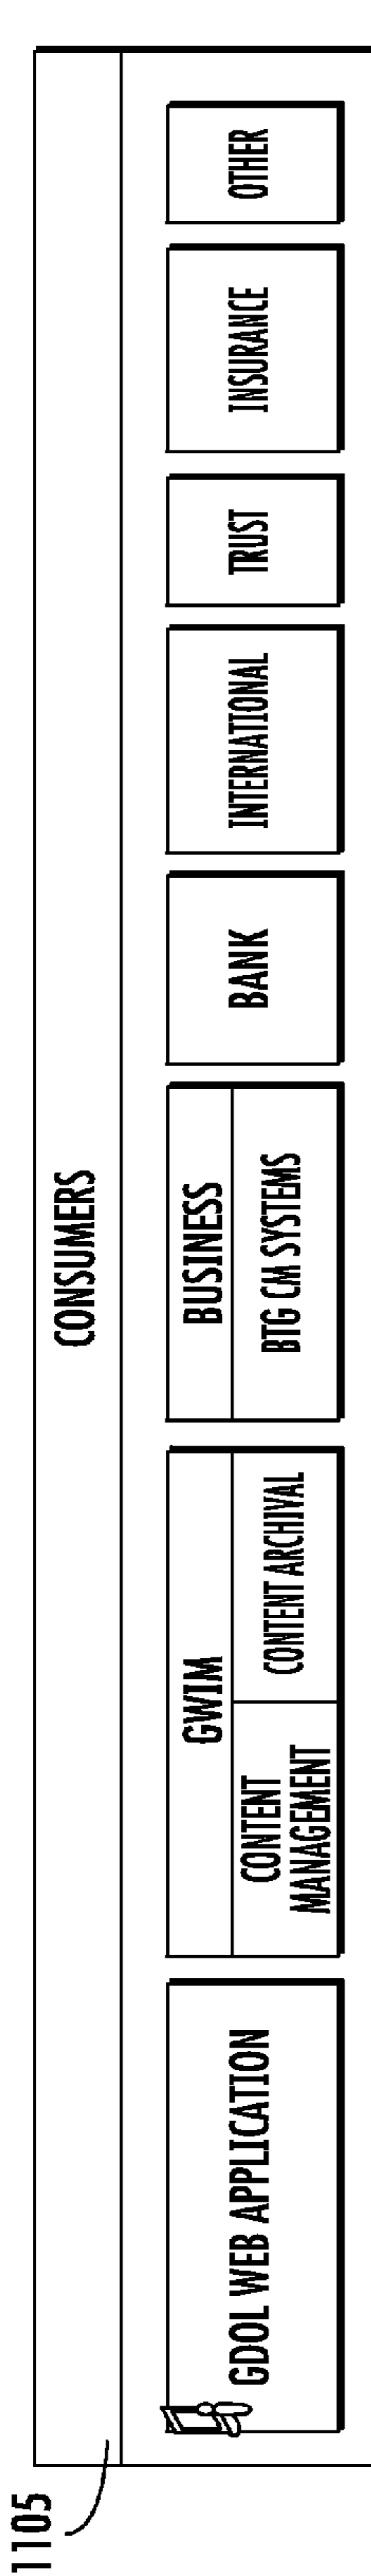 1105
CONSUMERS
GDOL WEB APPLICATION
GWIM
CONTENT
MANAGEMENT
CONTENT ARCHIVAL
BUSINESS
BTG CM SYSTEMS
BANK
INTERNATIONAL
TRUST
INSURANCE
OTHER